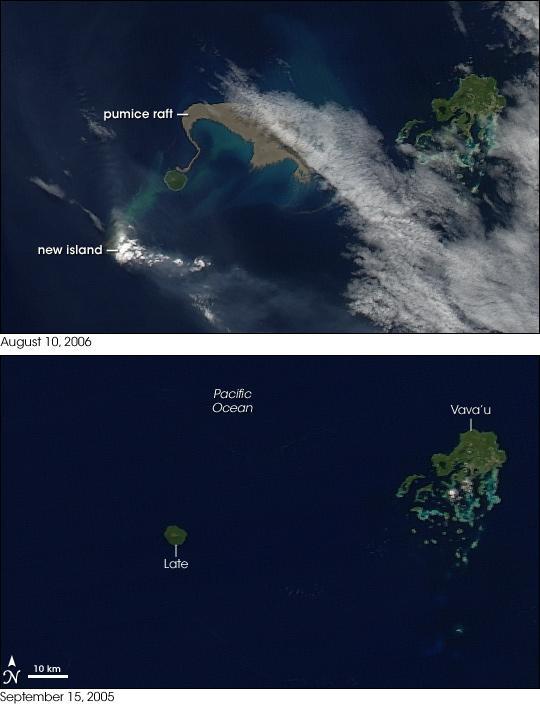 pumice raft
new island
August 10, 2006
Pacific
Ocean
Vava'u
Late
N
10 km
September 15, 2005